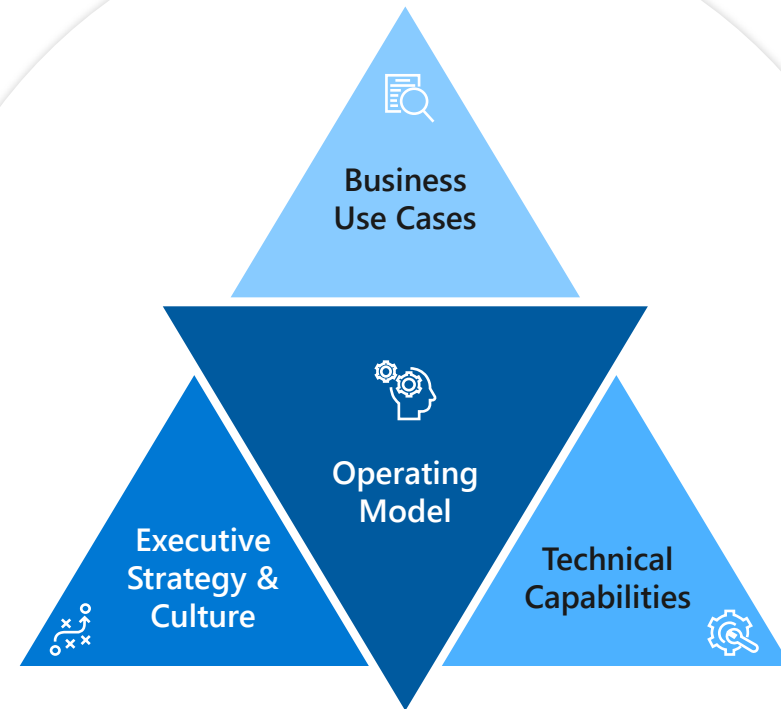 Business
Use Cases
Operating
Model
Executive
Strategy &
Culture
Technical
Capabilities